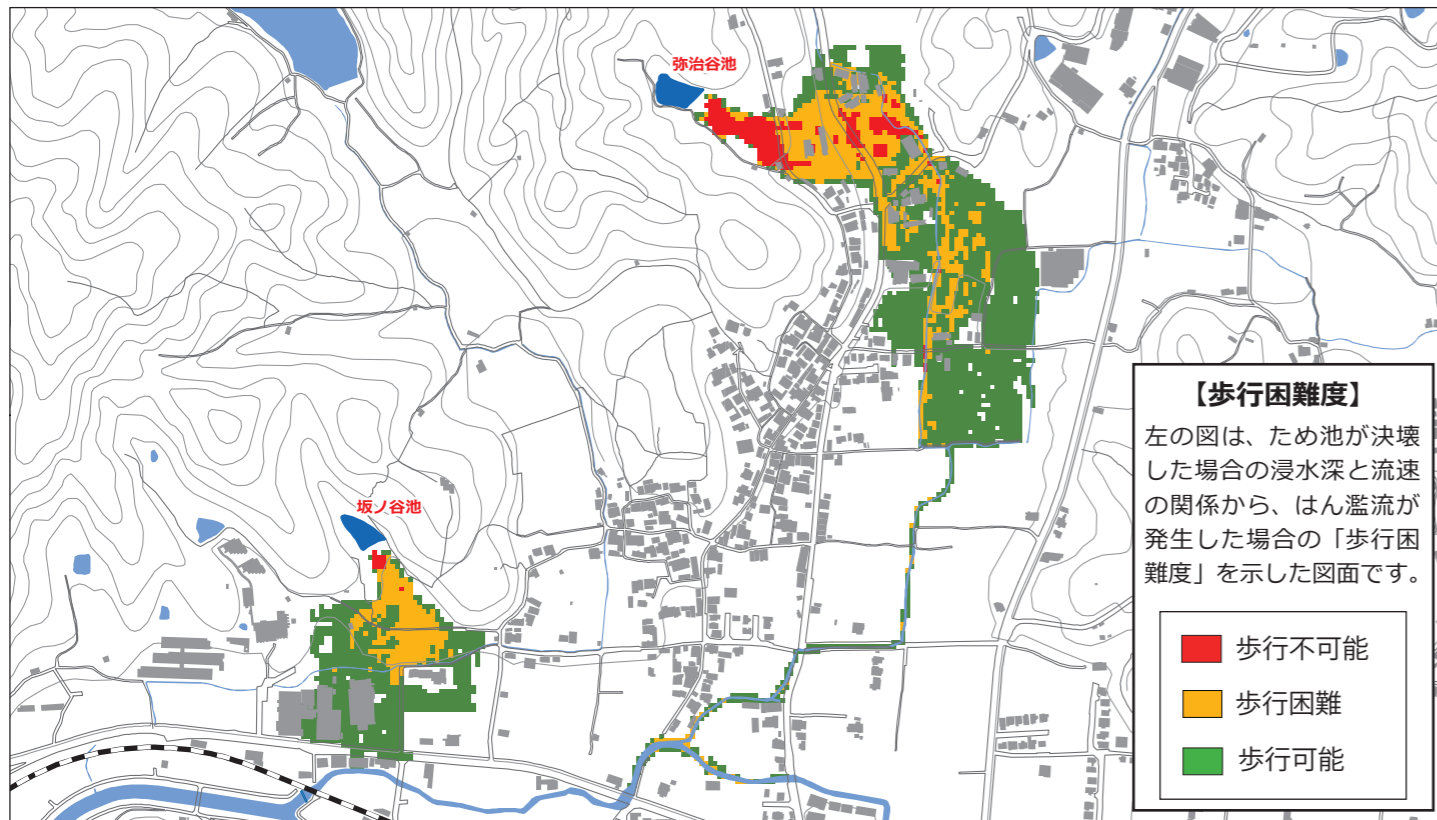 弥治谷池
坂ノ谷池
【歩行困難度】
左の図は、ため池が決壊
した場合の浸水深と流速
の関係から、はん濫流が
発生した場合の「歩行困
難度」を示した図面です。
歩行不可能
歩行困難
歩行可能